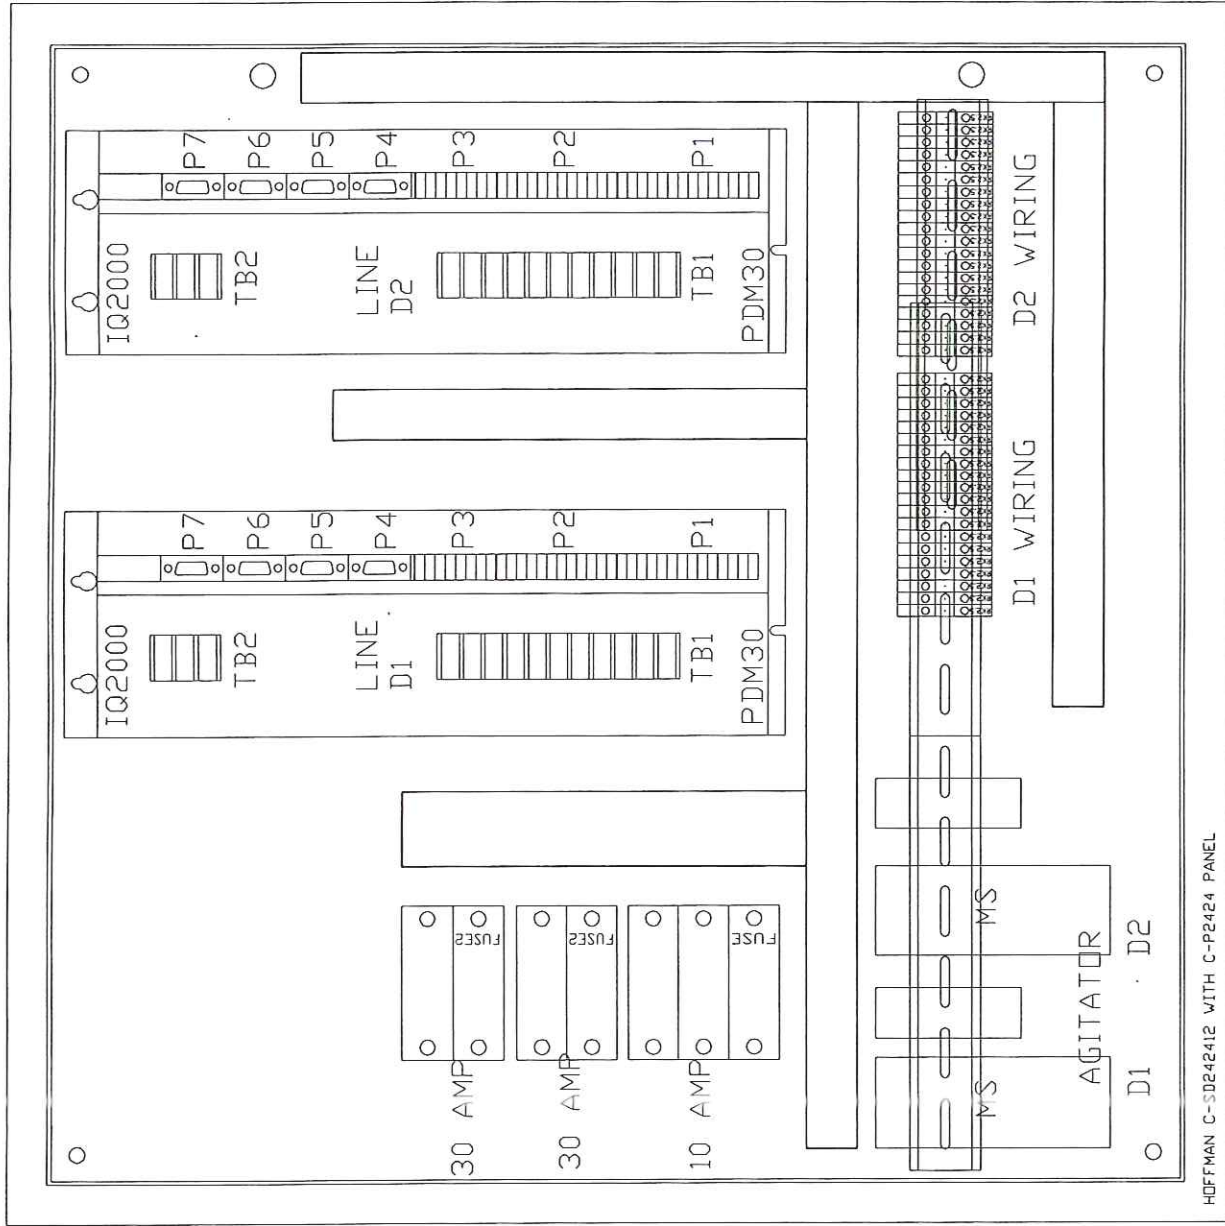 P7
P6
P5
P4
P3
P2
P1
IQ2000
TB2
LINE
D2
TB1
PDM30
P7
P6
P5
P4
P3
P2
P1
IQ2000
TB2
LINE
D1
TB1
PDM30
D2 WIRING
D1 WIRING
FUSES
FUSES
FUSE
30 AMP
30 AMP
10 AMP
MS
MS
AGITATOR
D1
D2
HOFFMAN C-SD242412 WITH C-P2424 PANEL